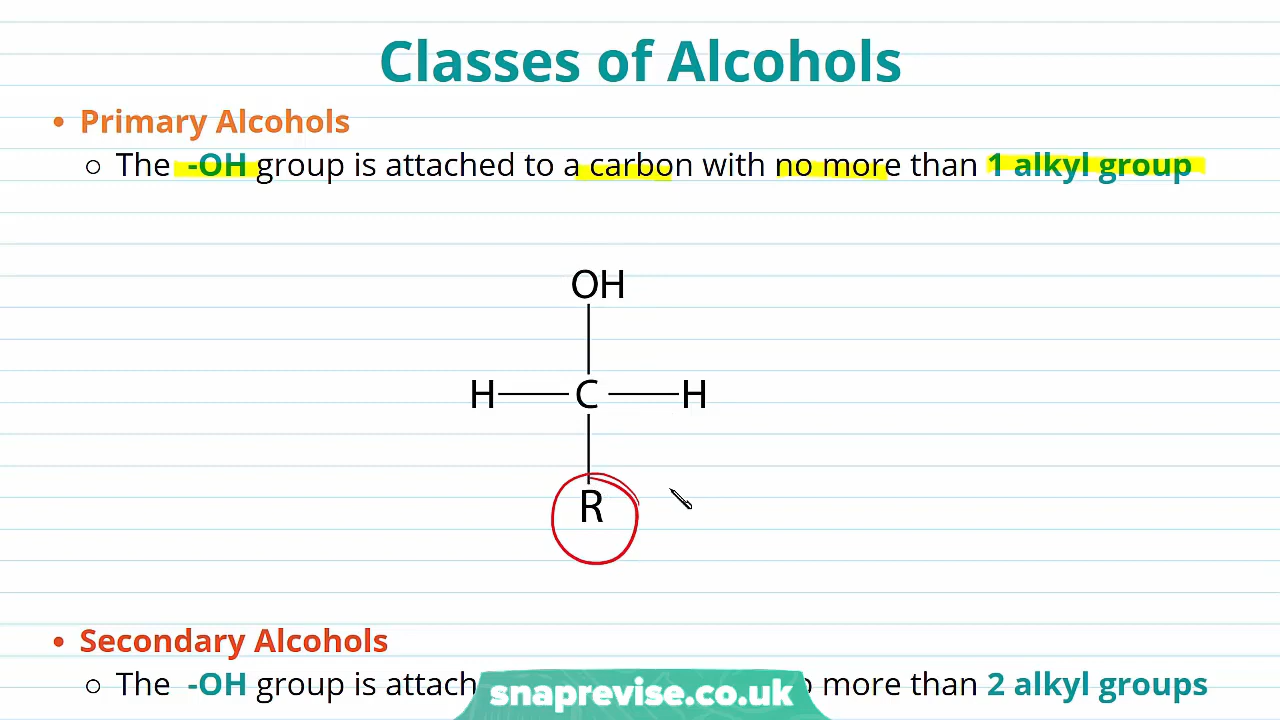 Classes of Alcohols
• Primary Alcohols
○ The -OH group is attached to a carbon with no more than 1 alkyl group
OH
H C H
R
• Secondary Alcohols
○ The -OH group is attach more than 2 alkyl groups
snaprevise.co.uk